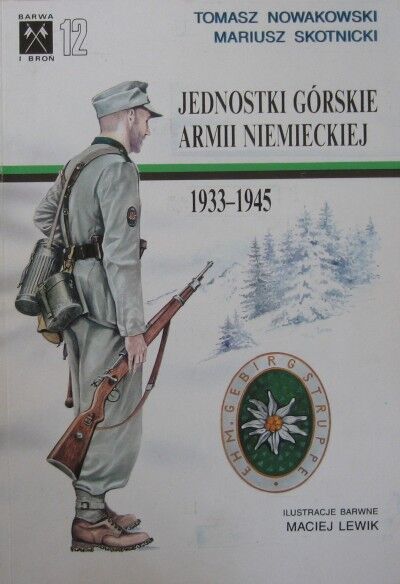 BARWA
I BROŃ
12
TOMASZ NOWAKOWSKI
MARIUSZ SKOTNICKI
JEDNOSTKI GÓRSKIE
ARMII NIEMIECKIEJ
1933–1945
EHM. GEBIRGSTRUPPE
ILUSTRACJE BARWNE
MACIEJ LEWIK